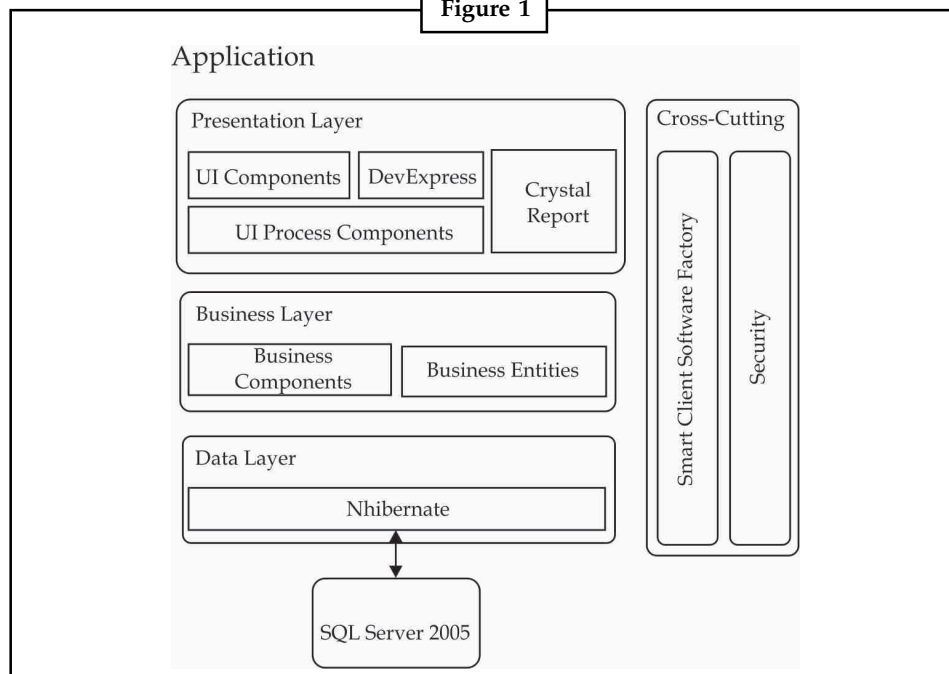 Figure 1
Application
Presentation Layer
UI Components
DevExpress
Crystal
Report
UI Process Components
Business Layer
Business
Components
Business Entities
Data Layer
Nhibernate
SQL Server 2005
Cross-Cutting
Smart Client Software Factory
Security